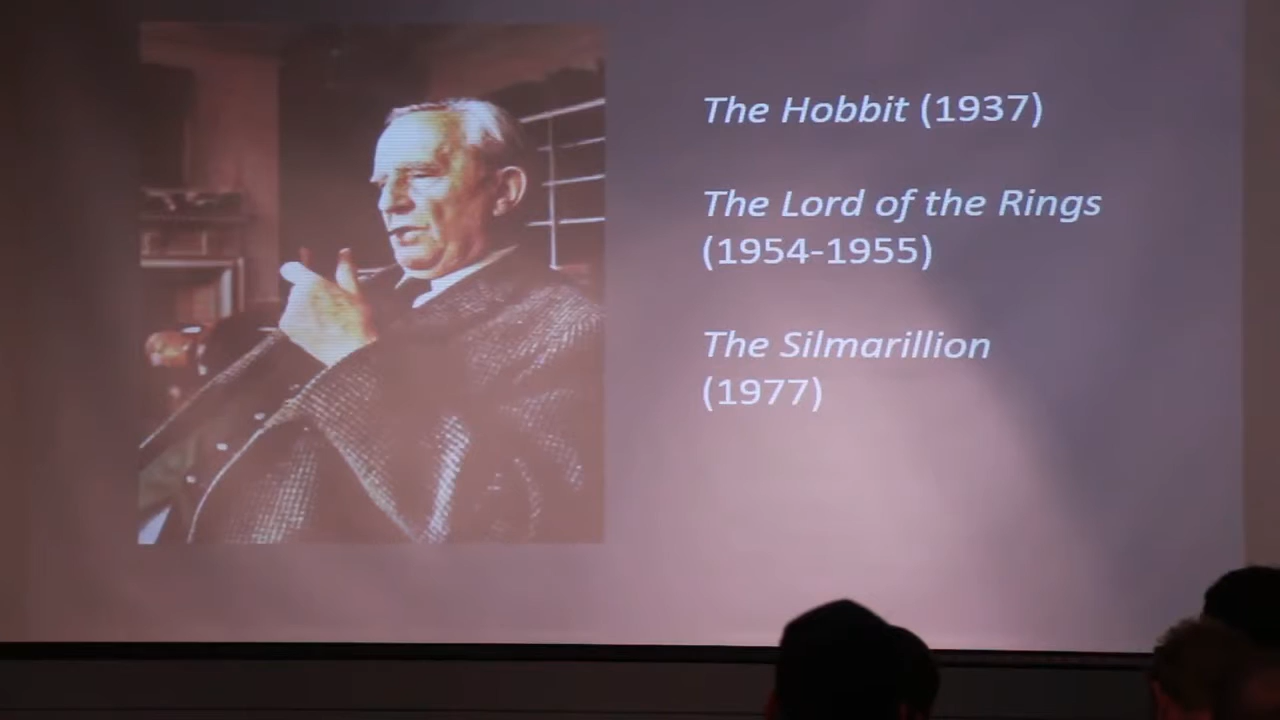 The Hobbit (1937)
The Lord of the Rings
(1954-1955)
The Silmarillion
(1977)